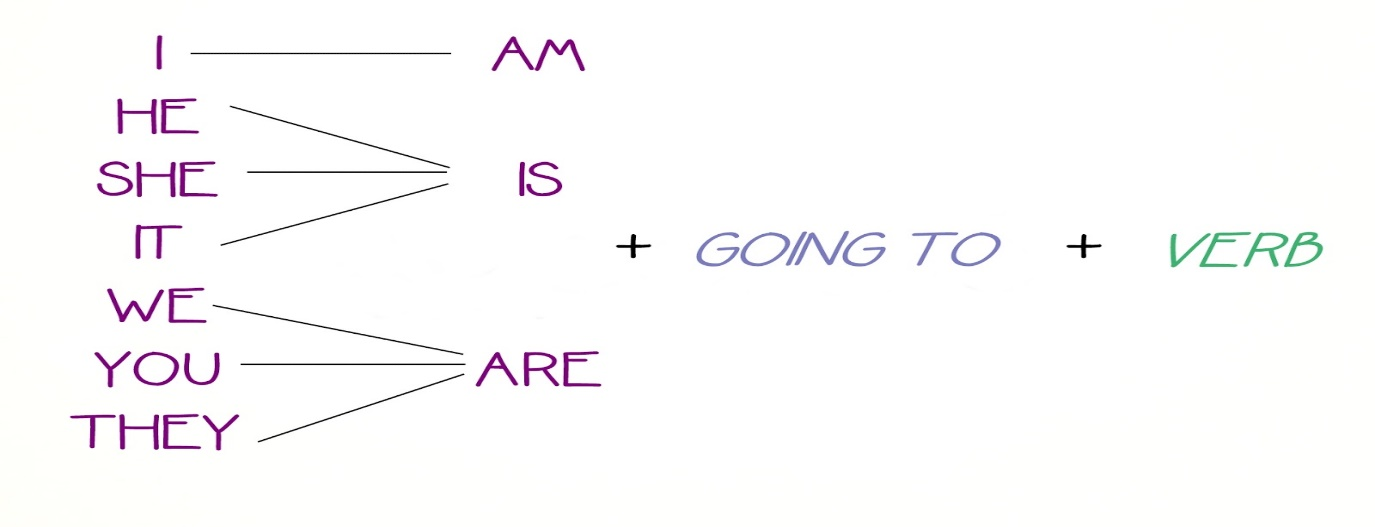 I AM
HE
SHE IS
IT
+ GOING TO + VERB
WE
YOU ARE
THEY